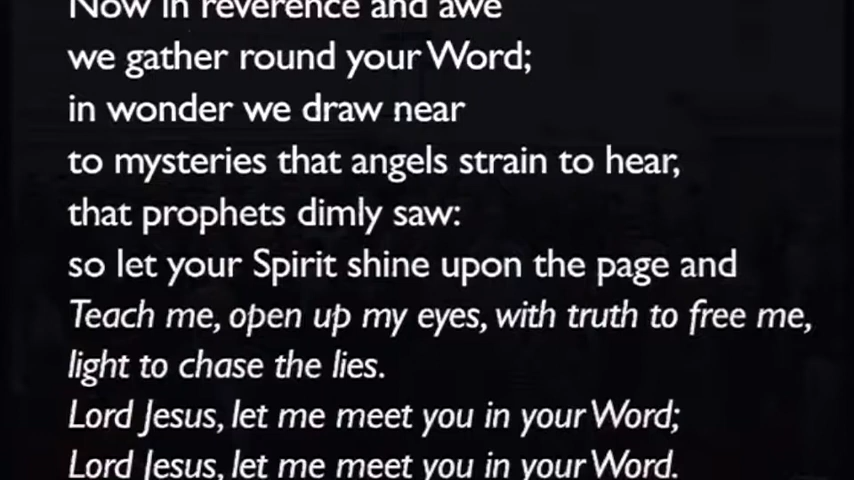 Now in reverence and awe
we gather round your Word;
in wonder we draw near
to mysteries that angels strain to hear,
that prophets dimly saw:
so let your Spirit shine upon the page and
Teach me, open up my eyes, with truth to free me,
light to chase the lies.
Lord Jesus, let me meet you in your Word;
Lord Jesus, let me meet you in your Word.